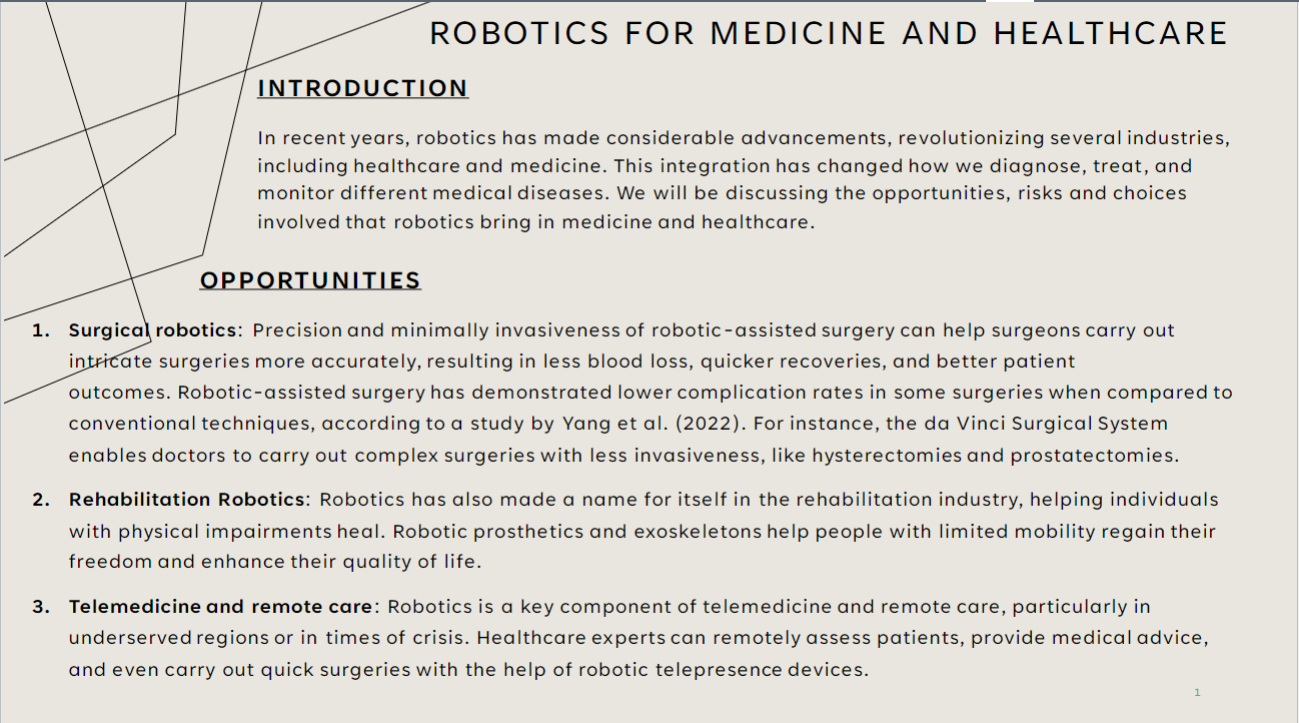 ROBOTICS FOR MEDICINE AND HEALTHCARE
INTRODUCTION
In recent years, robotics has made considerable advancements, revolutionizing several industries,
including healthcare and medicine. This integration has changed how we diagnose, treat, and
monitor different medical diseases. We will be discussing the opportunities, risks and choices
involved that robotics bring in medicine and healthcare.
OPPORTUNITIES
1. Surgical robotics: Precision and minimally invasiveness of robotic-assisted surgery can help surgeons carry out
intricate surgeries more accurately, resulting in less blood loss, quicker recoveries, and better patient
outcomes. Robotic-assisted surgery has demonstrated lower complication rates in some surgeries when compared to
conventional techniques, according to a study by Yang et al. (2022). For instance, the da Vinci Surgical System
enables doctors to carry out complex surgeries with less invasiveness, like hysterectomies and prostatectomies.
2. Rehabilitation Robotics: Robotics has also made a name for itself in the rehabilitation industry, helping individuals
with physical impairments heal. Robotic prosthetics and exoskeletons help people with limited mobility regain their
freedom and enhance their quality of life.
3. Telemedicine and remote care: Robotics is a key component of telemedicine and remote care, particularly in
underserved regions or in times of crisis. Healthcare experts can remotely assess patients, provide medical advice,
and even carry out quick surgeries with the help of robotic telepresence devices.
1